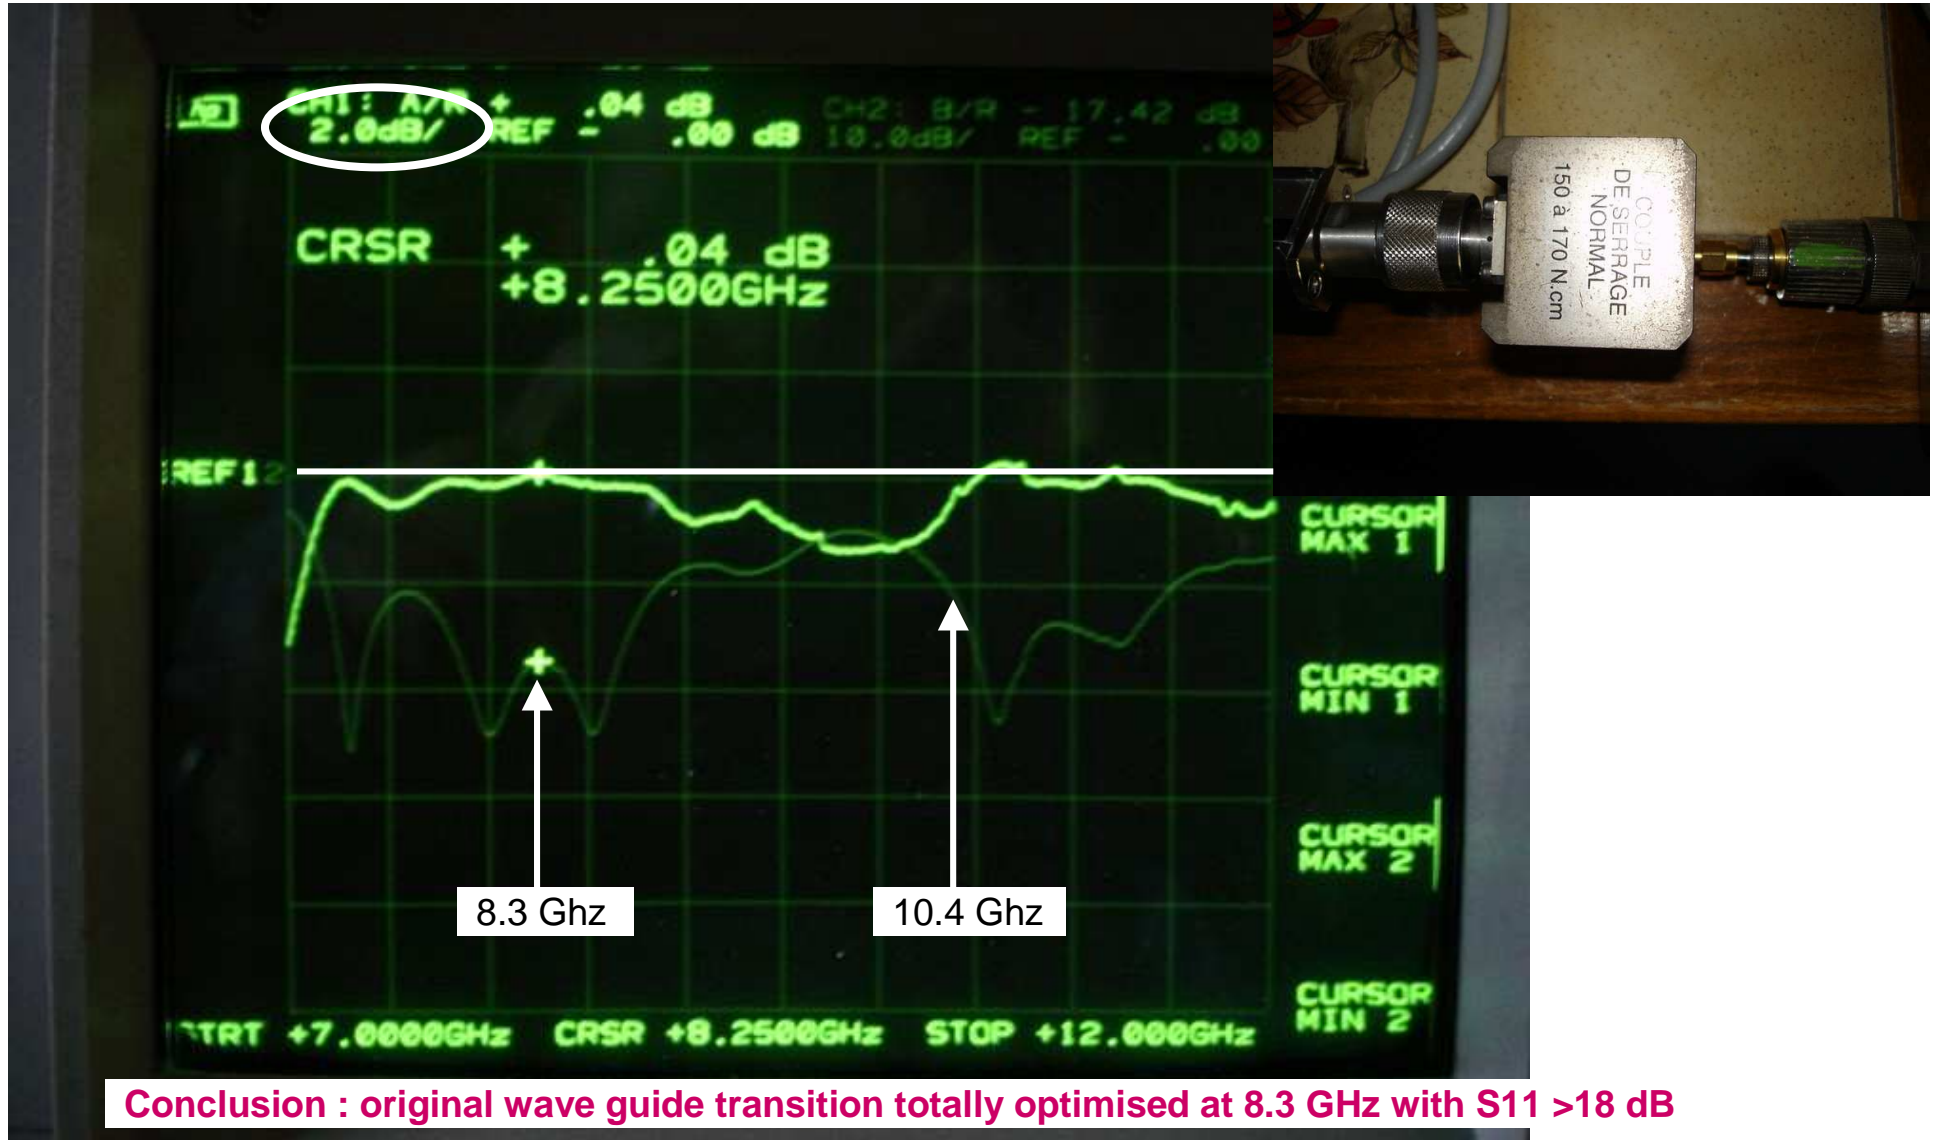 hp
CH1: A/R + .04 dB
2.0dB/ REF - .00 dB
CH2: B/R - 17.42 dB
10.0dB/ REF - .00
CRSR + .04 dB
+8.2500GHz
REF1 2
COUPLE
DE SERRAGE
NORMAL
150 à 170 N.cm
CURSOR
MAX 1
CURSOR
MIN 1
CURSOR
MAX 2
CURSOR
MIN 2
8.3 Ghz
10.4 Ghz
STRT +7.0000GHz CRSR +8.2500GHz STOP +12.000GHz
Conclusion : original wave guide transition totally optimised at 8.3 GHz with S11 >18 dB